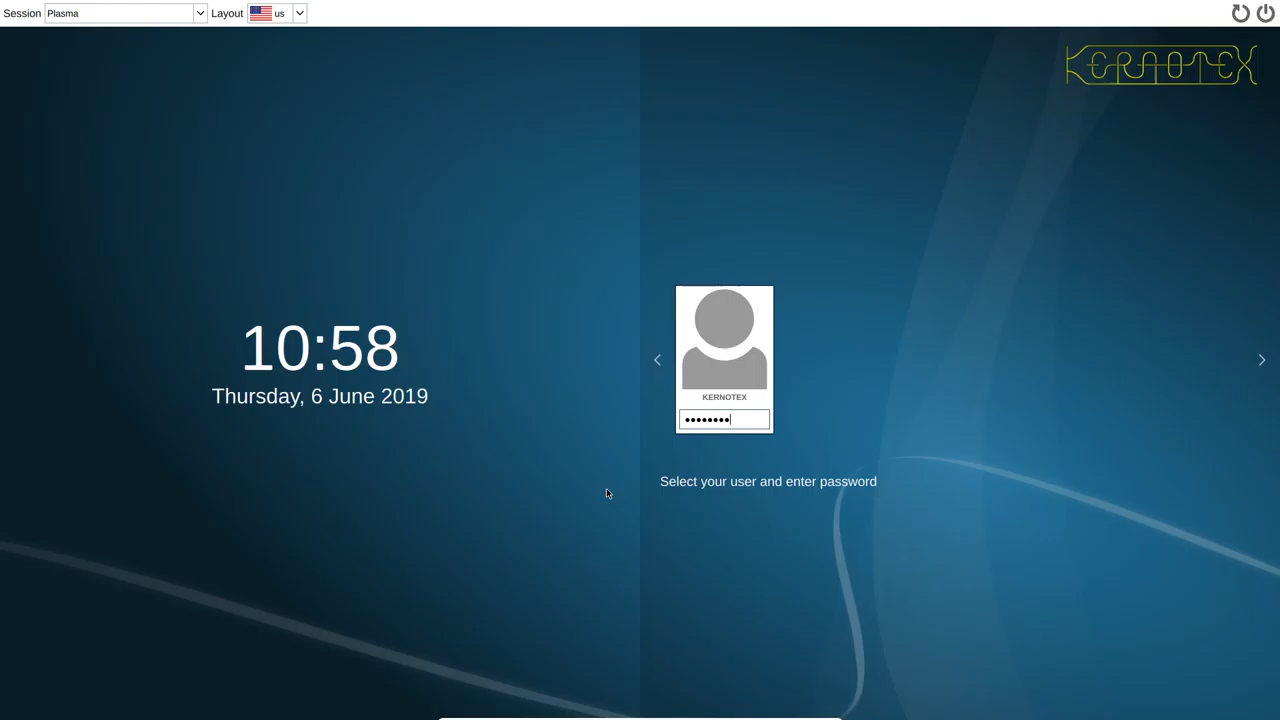 Session Plasma Layout us
KERNOTEX
10:58
Thursday, 6 June 2019
KERNOTEX
••••••••
Select your user and enter password